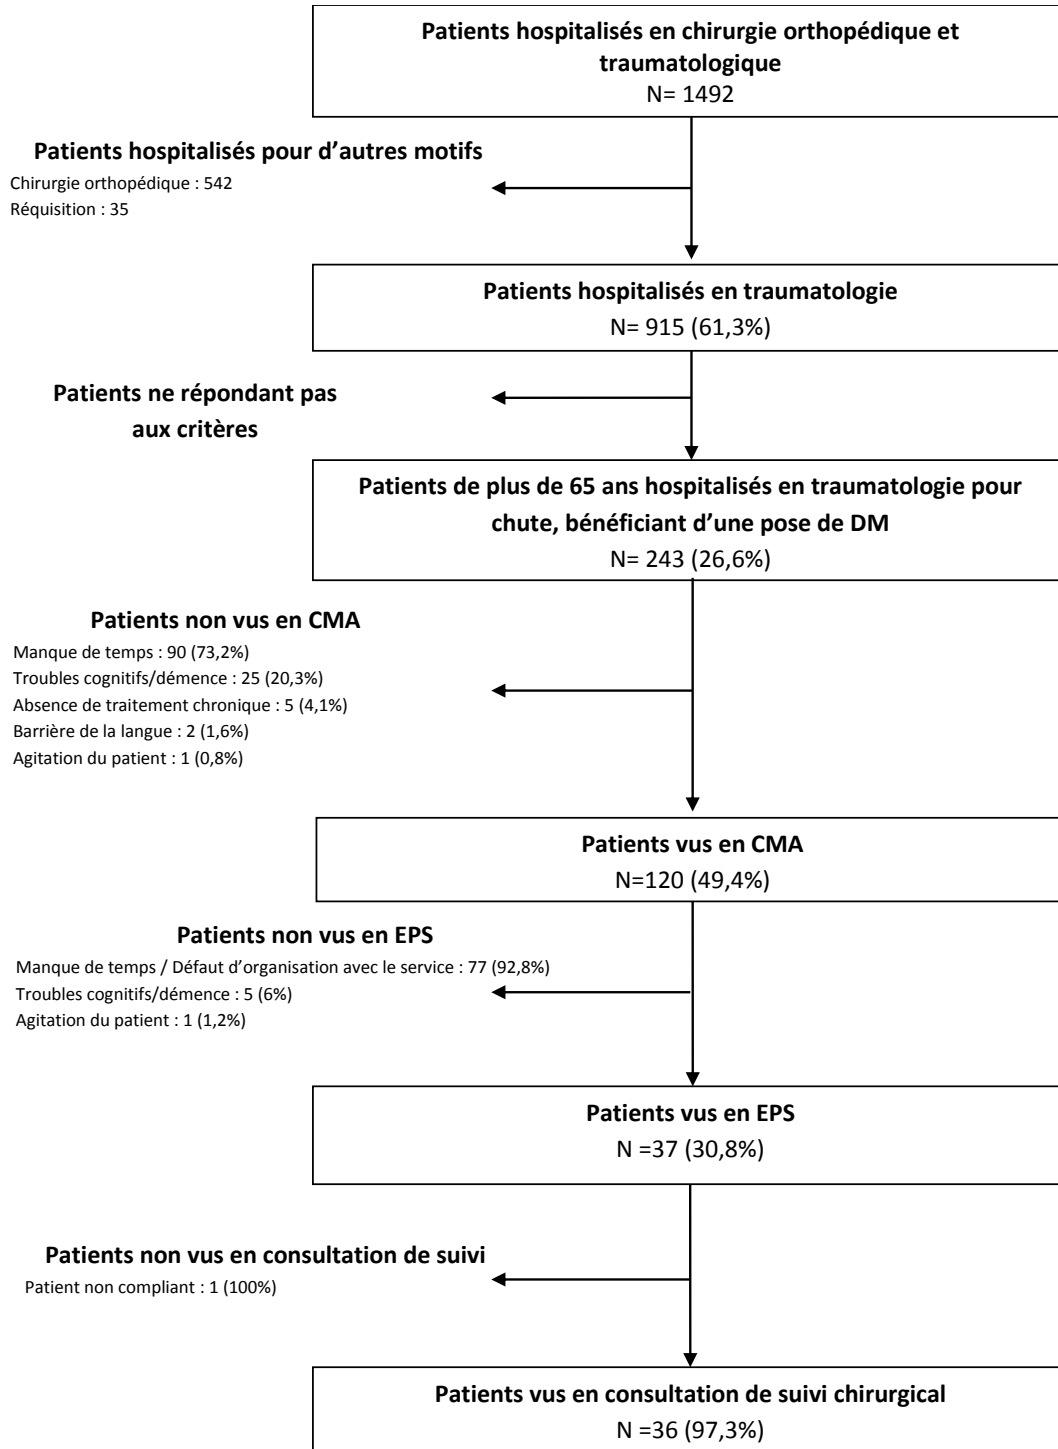 Patients hospitalisés en chirurgie orthopédique et
traumatologique
N= 1492
Patients hospitalisés pour d’autres motifs
Chirurgie orthopédique : 542
Réquisition : 35
Patients hospitalisés en traumatologie
N= 915 (61,3%)
Patients ne répondant pas
aux critères
Patients de plus de 65 ans hospitalisés en traumatologie pour
chute, bénéficiant d’une pose de DM
N= 243 (26,6%)
Patients non vus en CMA
Manque de temps : 90 (73,2%)
Troubles cognitifs/démence : 25 (20,3%)
Absence de traitement chronique : 5 (4,1%)
Barrière de la langue : 2 (1,6%)
Agitation du patient : 1 (0,8%)
Patients vus en CMA
N=120 (49,4%)
Patients non vus en EPS
Manque de temps / Défaut d’organisation avec le service : 77 (92,8%)
Troubles cognitifs/démence : 5 (6%)
Agitation du patient : 1 (1,2%)
Patients vus en EPS
N =37 (30,8%)
Patients non vus en consultation de suivi
Patient non compliant : 1 (100%)
Patients vus en consultation de suivi chirurgical
N =36 (97,3%)